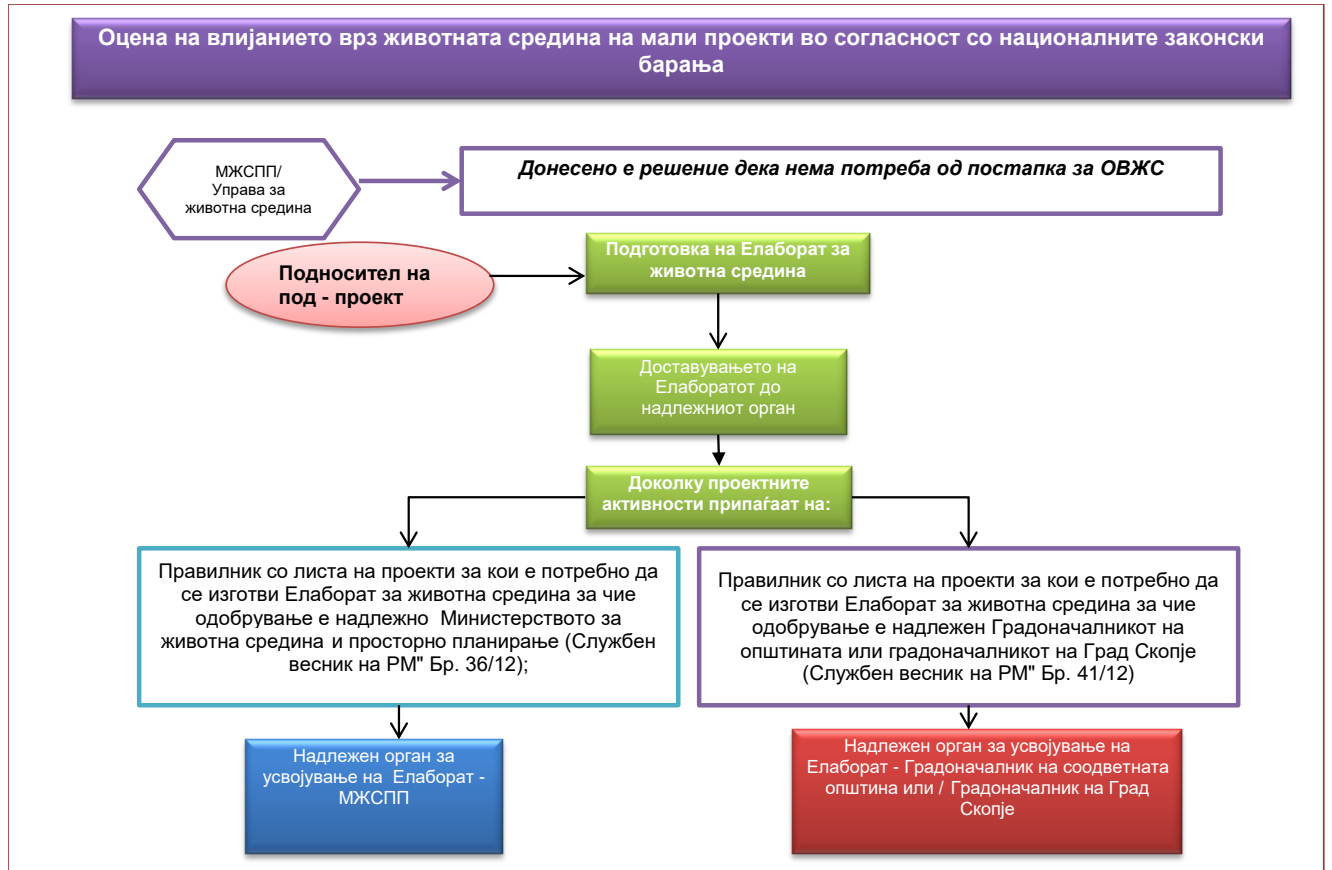 Оцена на влијанието врз животната средина на мали проекти во согласност со националните законски
барања
МЖСПП/
Управа за
животна средина
Донесено е решение дека нема потреба од постапка за ОВЖС
Подносител на
под - проект
Подготовка на Елаборат за
животна средина
Доставувањето на
Елаборатот до
надлежниот орган
Доколку проектните
активности припаѓаат на:
Правилник со листа на проекти за кои е потребно да
се изготви Елаборат за животна средина за чие
одобрување е надлежно Министерството за
животна средина и просторно планирање (Службен
весник на РМ" Бр. 36/12);
Правилник со листа на проекти за кои е потребно да
се изготви Елаборат за животна средина за чие
одобрување е надлежен Градоначалникот на
општината или градоначалникот на Град Скопје
(Службен весник на РМ" Бр. 41/12)
Надлежен орган за
усвојување на Елаборат -
МЖСПП
Надлежен орган за усвојување на
Елаборат - Градоначалник на соодветната
општина или / Градоначалник на Град
Скопје